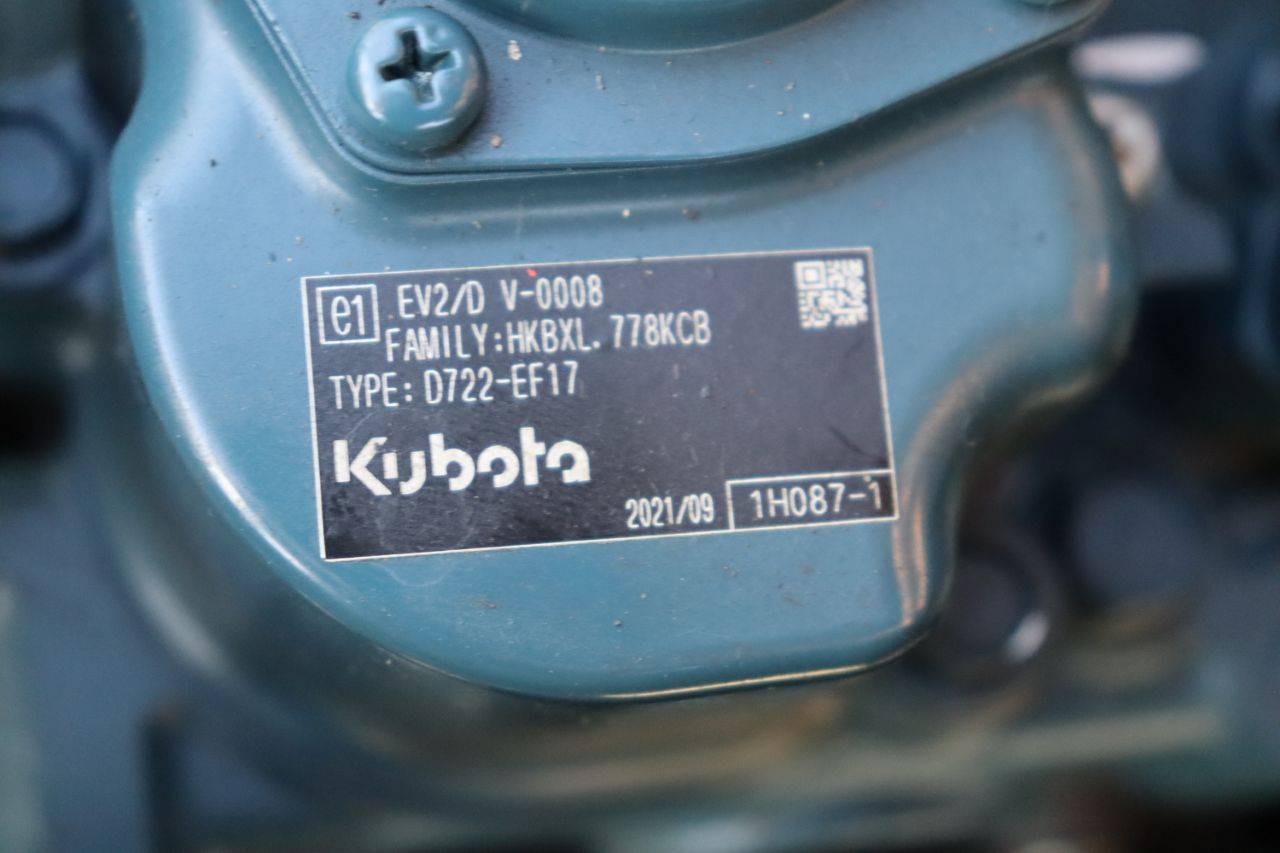 e1 EV2/D V-0008
FAMILY:HKBXL.778KCB
TYPE: D722-EF17
Kubota
2021/09 1H087-1